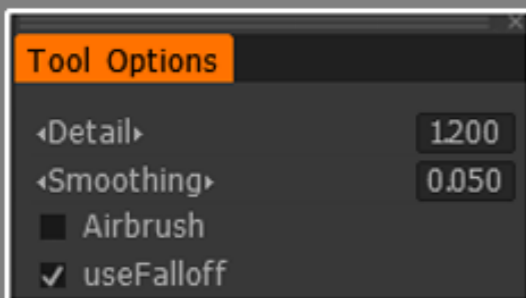 Tool Options
Detail 1.200
Smoothing 0.050
Airbrush
useFalloff